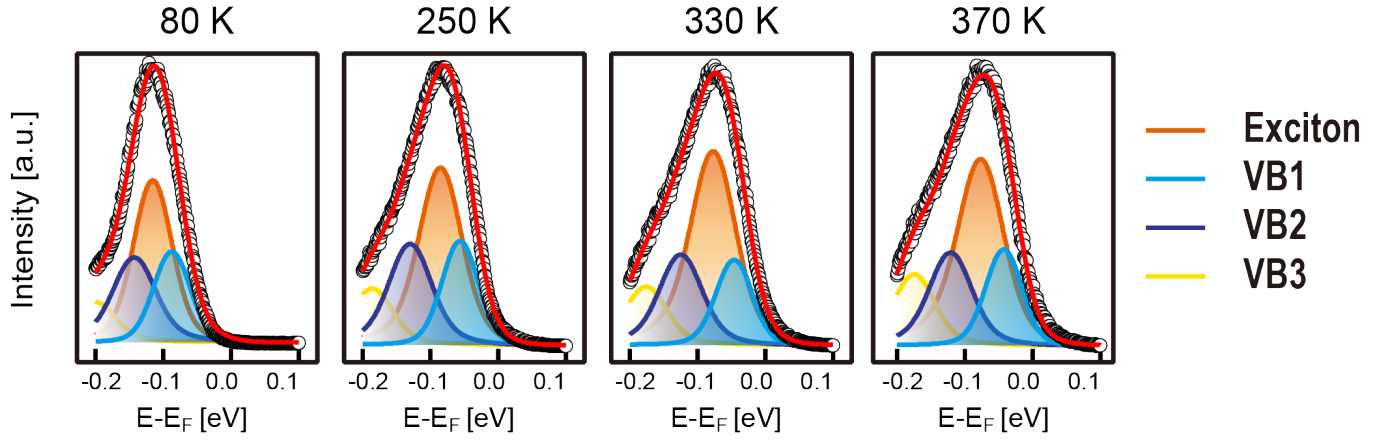 80 K 250 K 330 K 370 K
Intensity [a.u.]
Exciton
VB1
VB2
VB3
-0.2 -0.1 0.0 0.1 -0.2 -0.1 0.0 0.1 -0.2 -0.1 0.0 0.1 -0.2 -0.1 0.0 0.1
E-EF [eV] E-EF [eV] E-EF [eV] E-EF [eV]